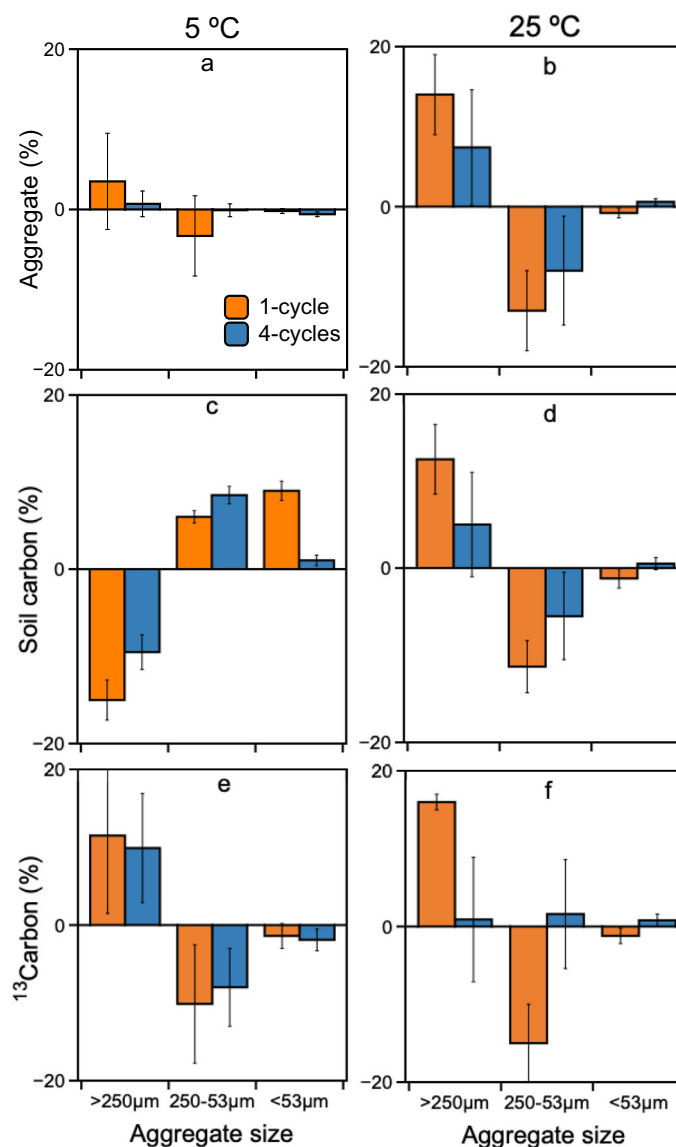 5 ºC
25 ºC
20
a
0
−20
Aggregate (%)
1-cycle
4-cycles
20
b
0
−20
20
c
0
−20
Soil carbon (%)
20
d
0
−20
20
e
0
−20
¹³Carbon (%)
>250µm
250-53µm
<53µm
Aggregate size
20
f
0
−20
>250µm
250-53µm
<53µm
Aggregate size